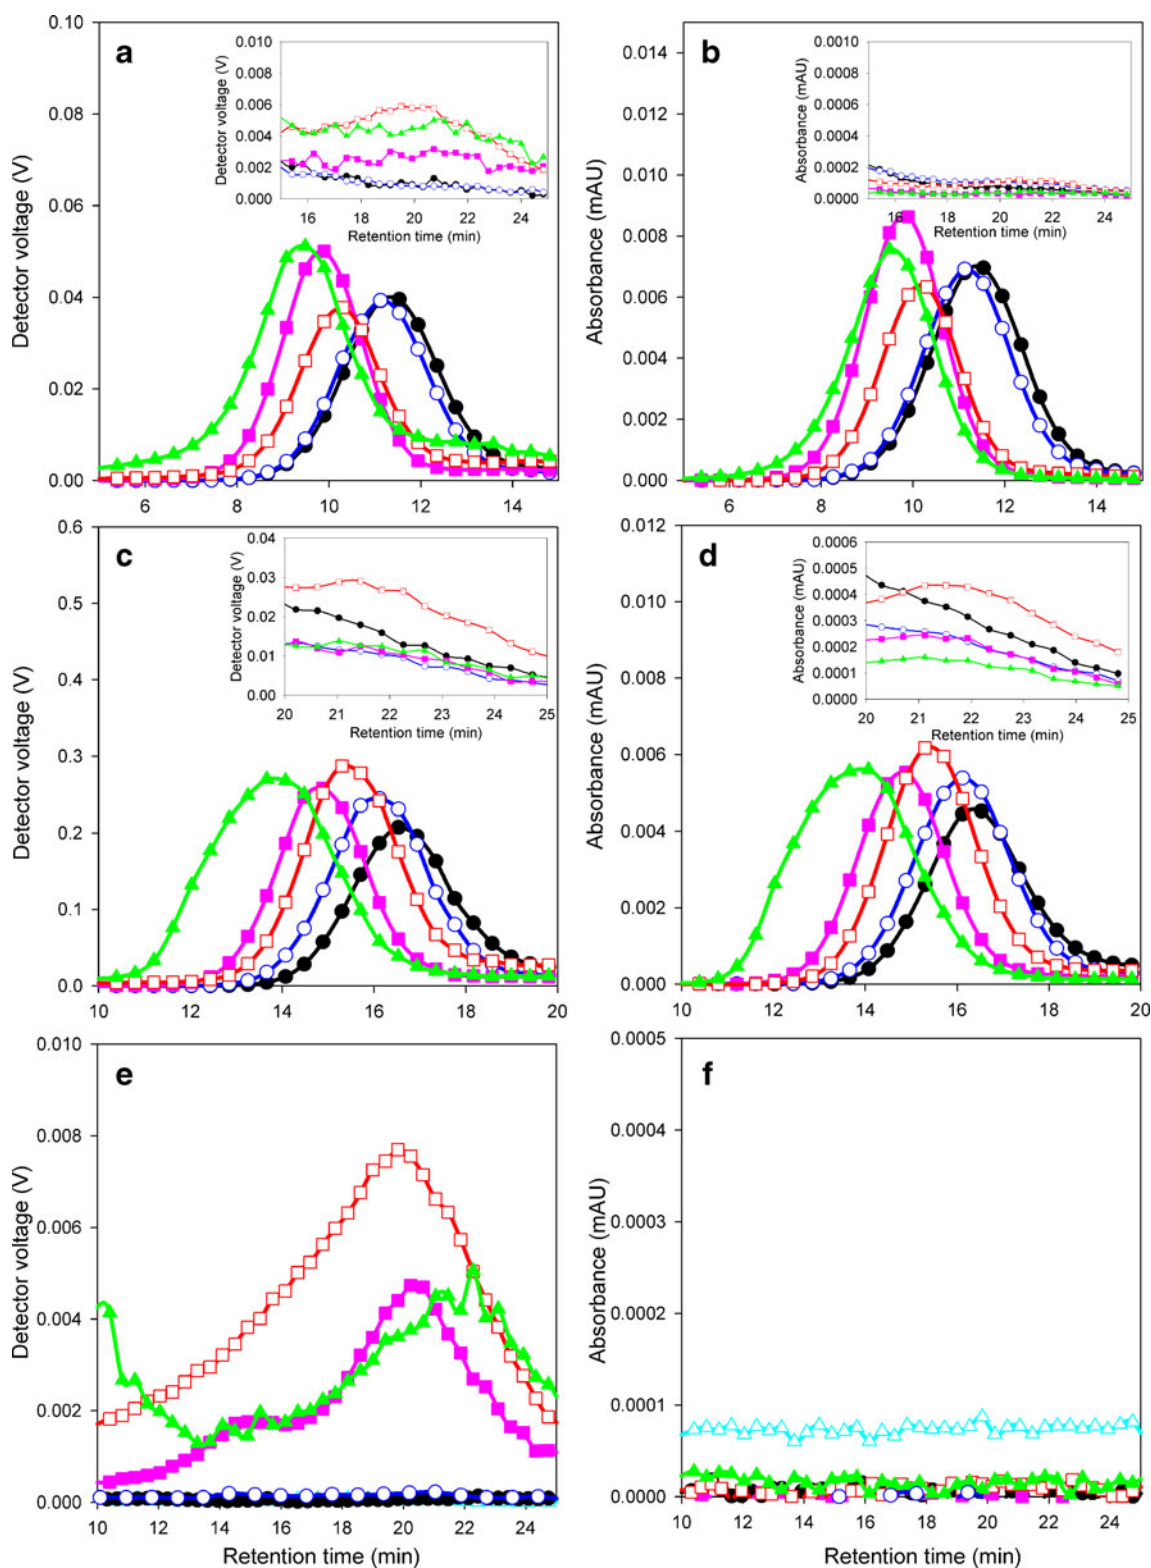 a
Detector voltage (V)
0.10
0.08
0.06
0.04
0.02
0.00
6 8 10 12 14
Detector voltage (V)
0.010
0.008
0.006
0.004
0.002
0.000
16 18 20 22 24
Retention time (min)
b
Absorbance (mAU)
0.014
0.012
0.010
0.008
0.006
0.004
0.002
0.000
6 8 10 12 14
Absorbance (mAU)
0.0010
0.0008
0.0006
0.0004
0.0002
0.0000
16 18 20 22 24
Retention time (min)
c
Detector voltage (V)
0.6
0.5
0.4
0.3
0.2
0.1
0.0
10 12 14 16 18 20
Detector voltage (V)
0.04
0.03
0.02
0.01
0.00
20 21 22 23 24 25
Retention time (min)
d
Absorbance (mAU)
0.012
0.010
0.008
0.006
0.004
0.002
0.000
10 12 14 16 18 20
Absorbance (mAU)
0.0006
0.0005
0.0004
0.0003
0.0002
0.0001
0.0000
20 21 22 23 24 25
Retention time (min)
e
Detector voltage (V)
0.010
0.008
0.006
0.004
0.002
0.000
10 12 14 16 18 20 22 24
Retention time (min)
f
Absorbance (mAU)
0.0005
0.0004
0.0003
0.0002
0.0001
0.0000
10 12 14 16 18 20 22 24
Retention time (min)